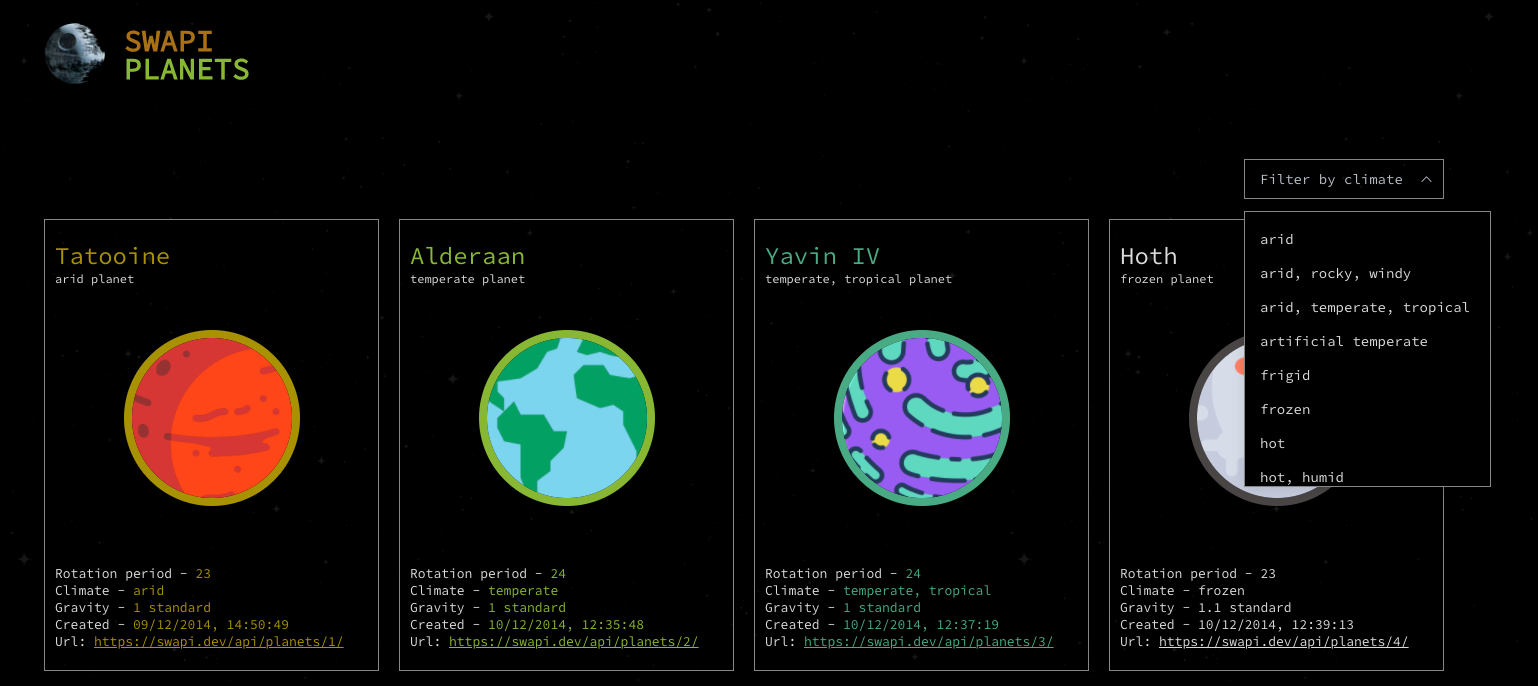 SWAPI
PLANETS
Filter by climate
arid
arid, rocky, windy
arid, temperate, tropical
artificial temperate
frigid
frozen
hot
hot, humid
Tatooine
arid planet
Rotation period - 23
Climate - arid
Gravity - 1 standard
Created - 09/12/2014, 14:50:49
Url: https://swapi.dev/api/planets/1/
Alderaan
temperate planet
Rotation period - 24
Climate - temperate
Gravity - 1 standard
Created - 10/12/2014, 12:35:48
Url: https://swapi.dev/api/planets/2/
Yavin IV
temperate, tropical planet
Rotation period - 24
Climate - temperate, tropical
Gravity - 1 standard
Created - 10/12/2014, 12:37:19
Url: https://swapi.dev/api/planets/3/
Hoth
frozen planet
Rotation period - 23
Climate - frozen
Gravity - 1.1 standard
Created - 10/12/2014, 12:39:13
Url: https://swapi.dev/api/planets/4/